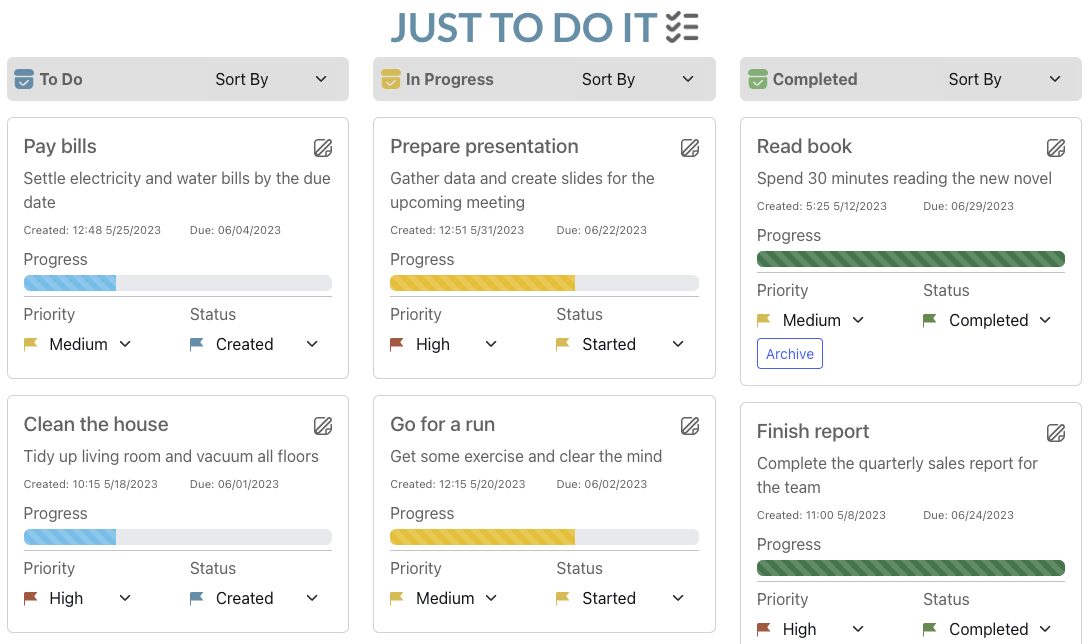 JUST TO DO IT
To Do
Sort By
Pay bills
Settle electricity and water bills by the due
date
Created: 12:48 5/25/2023 Due: 06/04/2023
Progress
Priority Status
Medium Created
Clean the house
Tidy up living room and vacuum all floors
Created: 10:15 5/18/2023 Due: 06/01/2023
Progress
Priority Status
High Created
In Progress
Sort By
Prepare presentation
Gather data and create slides for the
upcoming meeting
Created: 12:51 5/31/2023 Due: 06/22/2023
Progress
Priority Status
High Started
Go for a run
Get some exercise and clear the mind
Created: 12:15 5/20/2023 Due: 06/02/2023
Progress
Priority Status
Medium Started
Completed
Sort By
Read book
Spend 30 minutes reading the new novel
Created: 5:25 5/12/2023 Due: 06/29/2023
Progress
Priority Status
Medium Completed
Archive
Finish report
Complete the quarterly sales report for
the team
Created: 11:00 5/8/2023 Due: 06/24/2023
Progress
Priority Status
High Completed